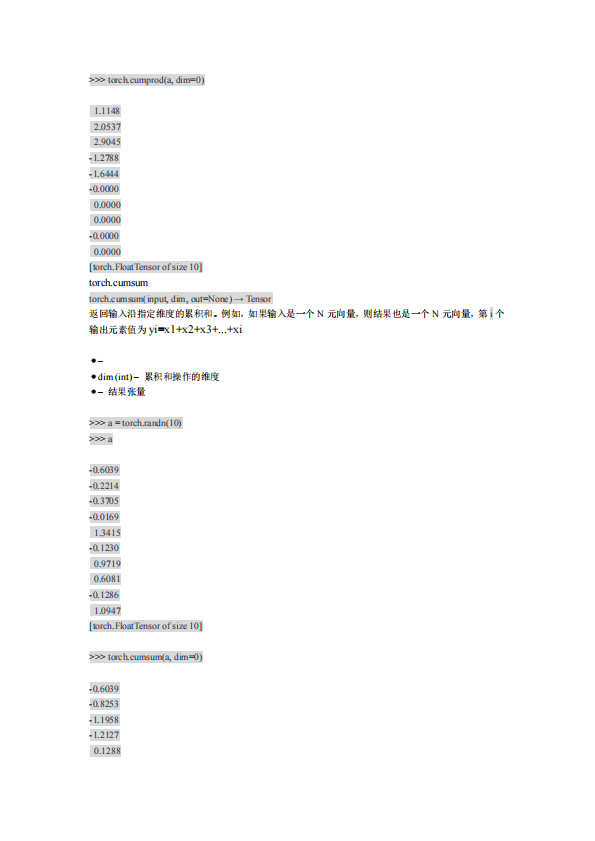 >>> torch.cumprod(a, dim=0)
1.1148
2.0537
2.9045
-1.2788
-1.6444
-0.0000
0.0000
0.0000
-0.0000
0.0000
[torch.FloatTensor of size 10]
torch.cumsum
torch.cumsum(input, dim, out=None) → Tensor
返回输入沿指定维度的累积和。例如，如果输入是一个 N 元向量，则结果也是一个 N 元向量，第 i 个
输出元素值为 yi=x1+x2+x3+...+xi
● –
● dim (int) – 累积和操作的维度
● – 结果张量
>>> a = torch.randn(10)
>>> a
-0.6039
-0.2214
-0.3705
-0.0169
1.3415
-0.1230
0.9719
0.6081
-0.1286
1.0947
[torch.FloatTensor of size 10]
>>> torch.cumsum(a, dim=0)
-0.6039
-0.8253
-1.1958
-1.2127
0.1288